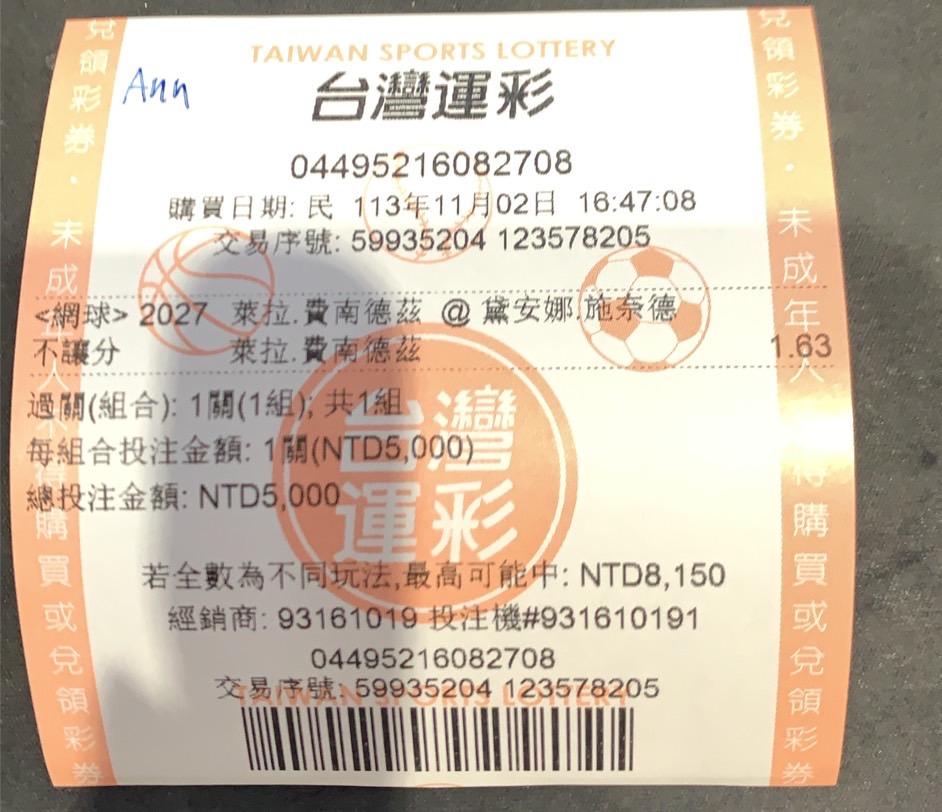 TAIWAN SPORTS LOTTERY
Ann
台灣運彩
04495216082708
購買日期: 民 113年11月02日 16:47:08
交易序號: 59935204 123578205
<網球> 2027 萊拉.費南德茲 @ 黛安娜.施奈德
不讓分 萊拉.費南德茲 1.63
過關(組合): 1關(1組), 共1組
每組合投注金額: 1關(NTD5,000)
總投注金額: NTD5,000
台灣運彩
若全數為不同玩法,最高可能中: NTD8,150
經銷商: 93161019 投注機#931610191
04495216082708
交易序號: 59935204 123578205
TAIWAN SPORTS LOTTERY
兌領彩券．未成年人不得購買或兌領彩券
兌領彩券．未成年人 得購買或兌領彩券